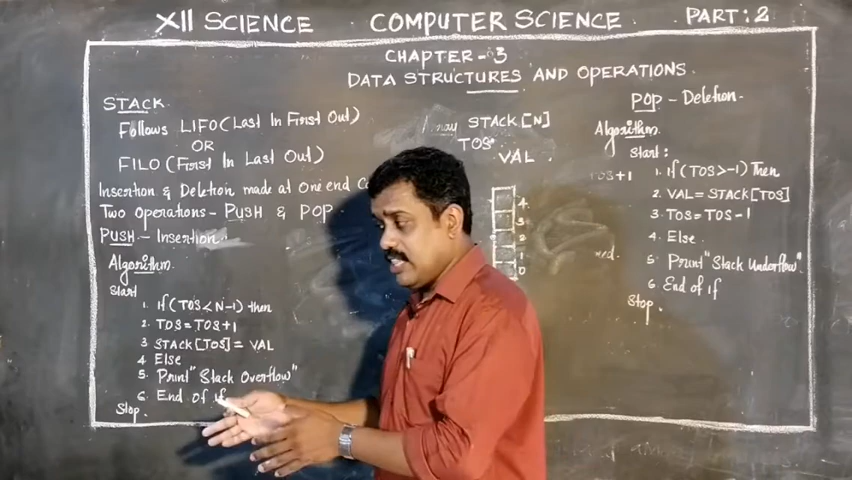 XII SCIENCE COMPUTER SCIENCE PART: 2
CHAPTER - 3
DATA STRUCTURES AND OPERATIONS.
STACK
Follows LIFO (Last In First Out)
OR
FILO (First In Last Out)
Insertion & Deletion made at one end
Two Operations - PUSH & POP
PUSH - Insertion.
Algorithm.
Start
1. If (TOS < N-1) then
2. TOS = TOS+1
3 STACK [TOS] = VAL
4 Else
5. Print "Stack Overflow"
6. End of if
Stop.
Array STACK [N]
TOS.
VAL.
4
3
2
1
0
TOS+1
POP - Deletion.
Algorithm.
Start:
1. If (TOS > -1) Then
2. VAL = STACK [TOS]
3. TOS = TOS - 1
4. Else.
5. Print "Stack Underflow".
6 End of if
Stop.